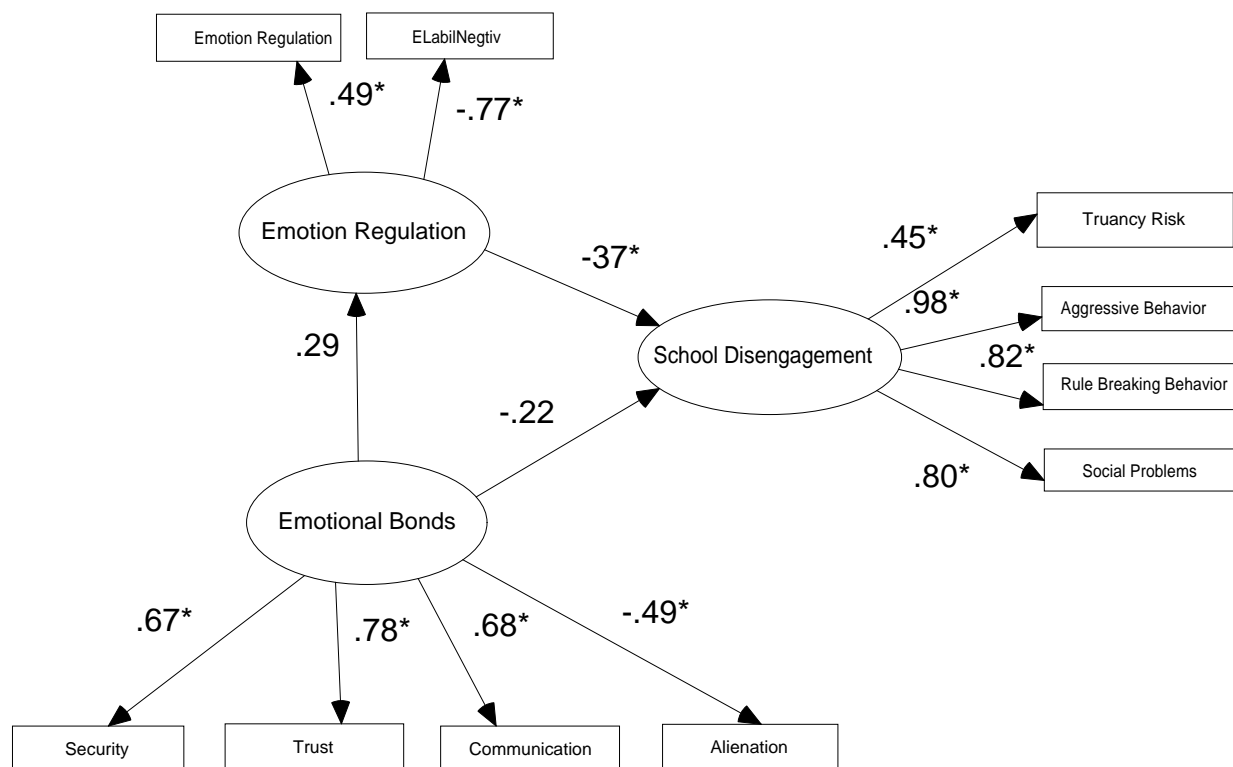 Emotion Regulation
ELabilNegtiv
.49*
-.77*
Emotion Regulation
-37*
.29
-.22
School Disengagement
.45*
.98*
.82*
.80*
Truancy Risk
Aggressive Behavior
Rule Breaking Behavior
Social Problems
Emotional Bonds
.67*
.78*
.68*
-.49*
Security
Trust
Communication
Alienation